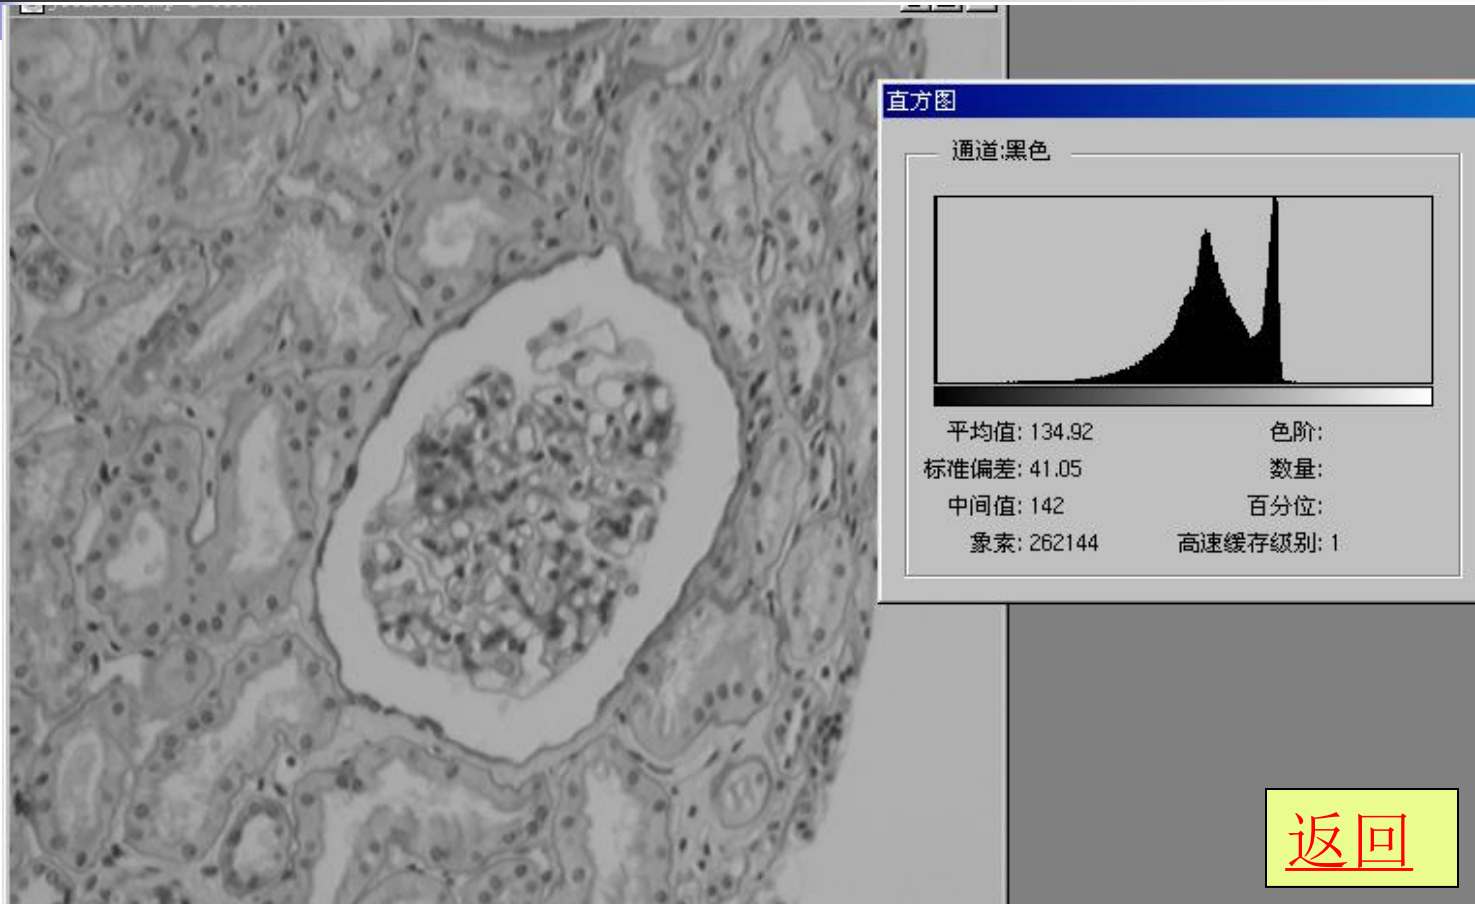 直方图
通道:黑色
平均值: 134.92
色阶:
标准偏差: 41.05
数量:
中间值: 142
百分位:
象素: 262144
高速缓存级别: 1
返回